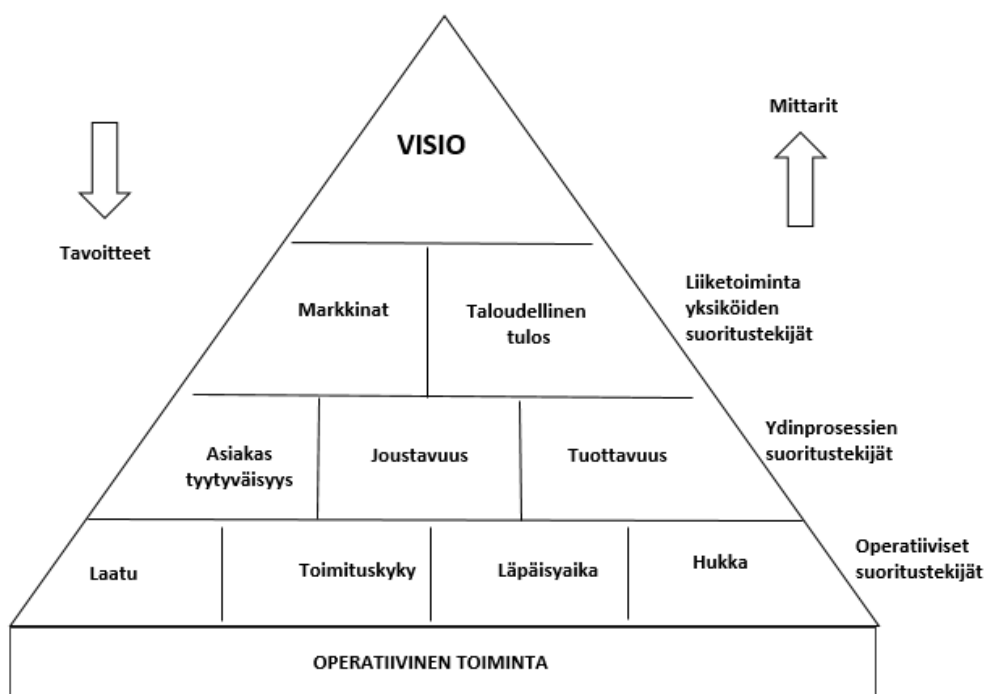 Mittarit
VISIO
Tavoitteet
Markkinat
Taloudellinen
tulos
Liiketoiminta
yksiköiden
suoritustekijät
Asiakas
tyytyväisyys
Joustavuus
Tuottavuus
Ydinprosessien
suoritustekijät
Laatu
Toimituskyky
Läpäisyaika
Hukka
Operatiiviset
suoritustekijät
OPERATIIVINEN TOIMINTA